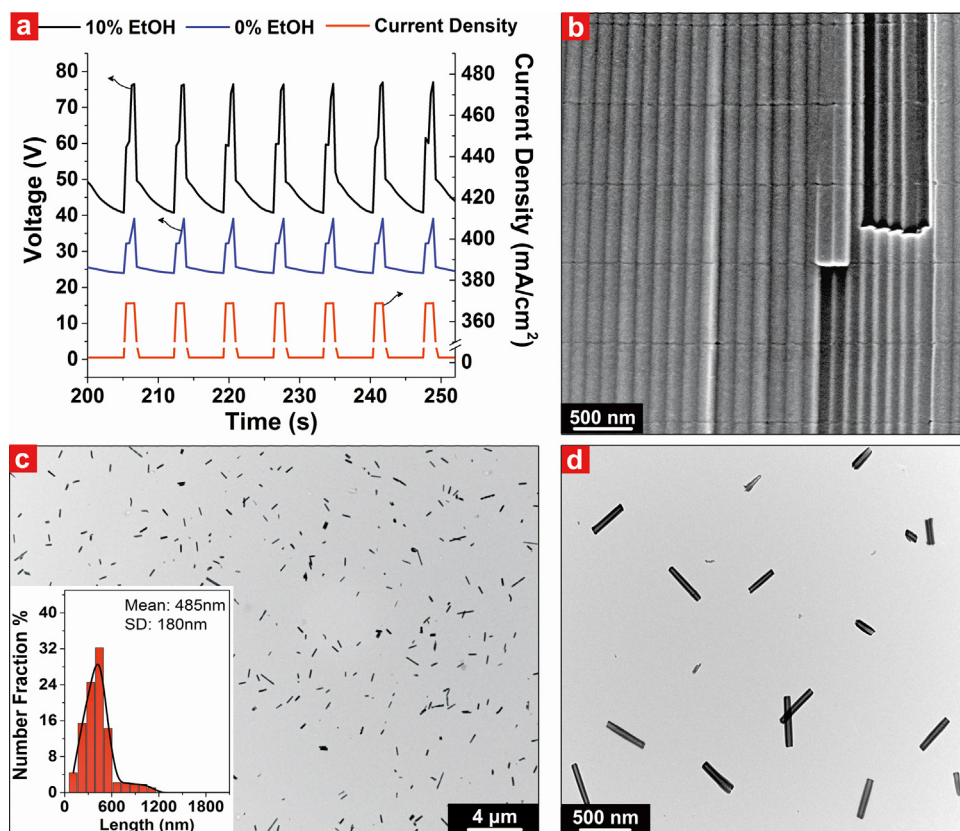 a
10% EtOH 0% EtOH Current Density
80
70
60
50
40
30
20
10
0
Voltage (V)
480
460
440
420
400
380
360
0
Current Density (mA/cm²)
200 210 220 230 240 250
Time (s)
b
500 nm
c
Mean: 485nm
SD: 180nm
40
32
24
16
8
0
Number Fraction %
0 600 1200 1800
Length (nm)
4 µm
d
500 nm